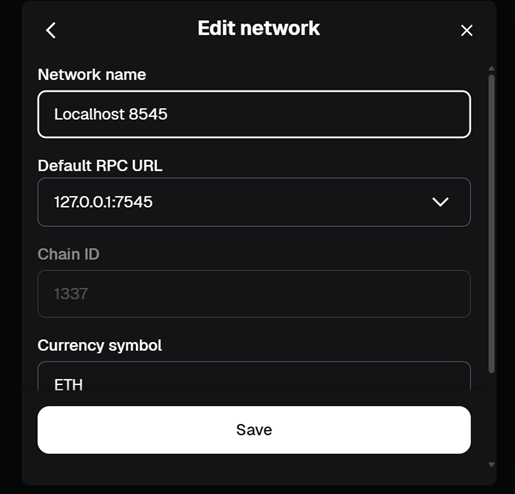 Edit network
Network name
Localhost 8545
Default RPC URL
127.0.0.1:7545
Chain ID
1337
Currency symbol
ETH
Save